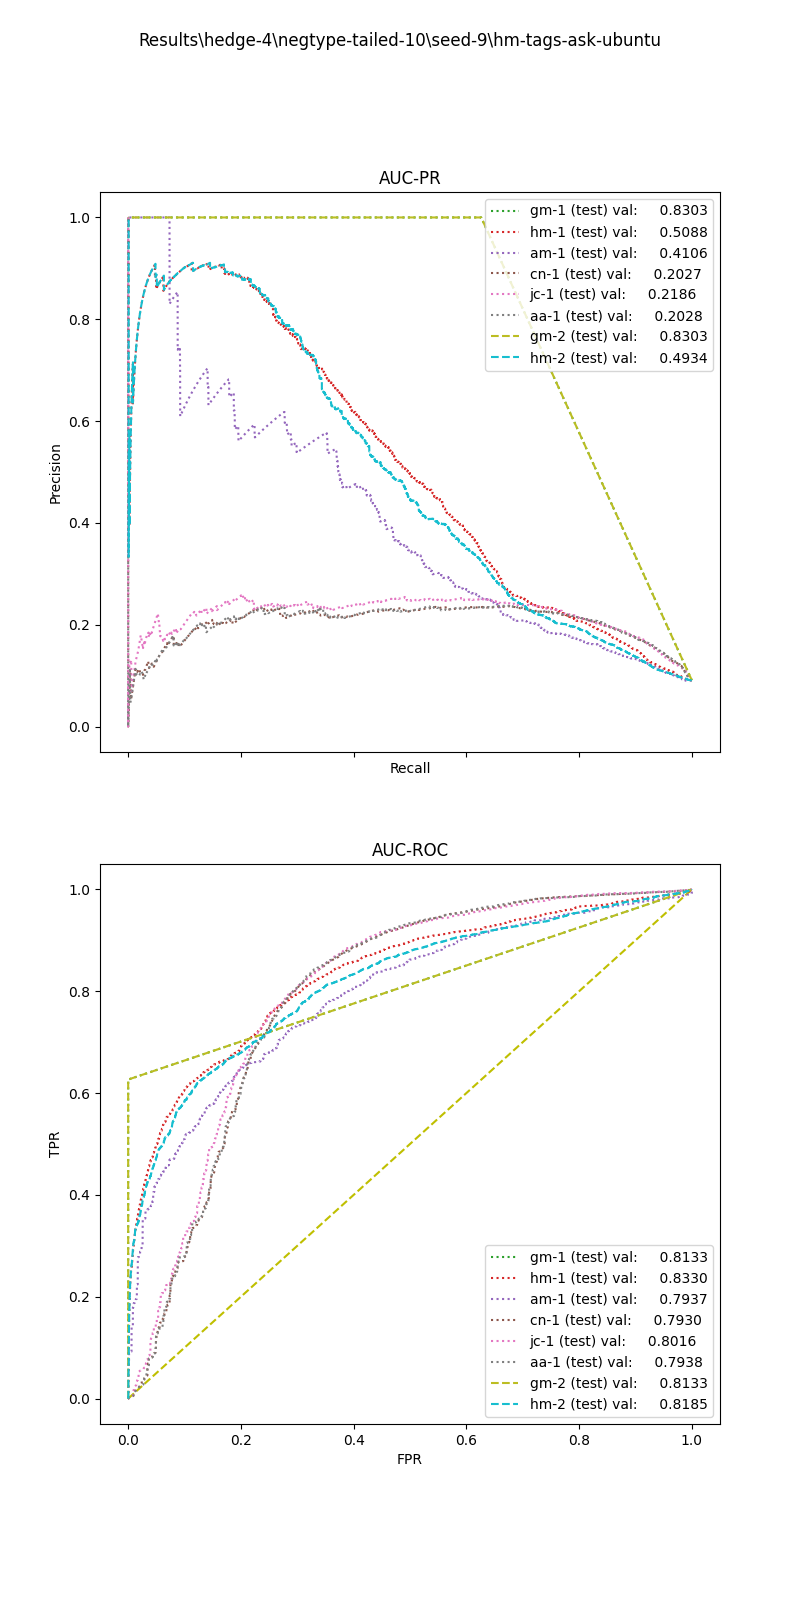 Results\hedge-4\negtype-tailed-10\seed-9\hm-tags-ask-ubuntu
AUC-PR
1.0
0.8
0.6
0.4
0.2
0.0
Precision
gm-1 (test) val: 0.8303
hm-1 (test) val: 0.5088
am-1 (test) val: 0.4106
cn-1 (test) val: 0.2027
jc-1 (test) val: 0.2186
aa-1 (test) val: 0.2028
gm-2 (test) val: 0.8303
hm-2 (test) val: 0.4934
Recall
AUC-ROC
1.0
0.8
0.6
0.4
0.2
0.0
TPR
gm-1 (test) val: 0.8133
hm-1 (test) val: 0.8330
am-1 (test) val: 0.7937
cn-1 (test) val: 0.7930
jc-1 (test) val: 0.8016
aa-1 (test) val: 0.7938
gm-2 (test) val: 0.8133
hm-2 (test) val: 0.8185
0.0 0.2 0.4 0.6 0.8 1.0
FPR